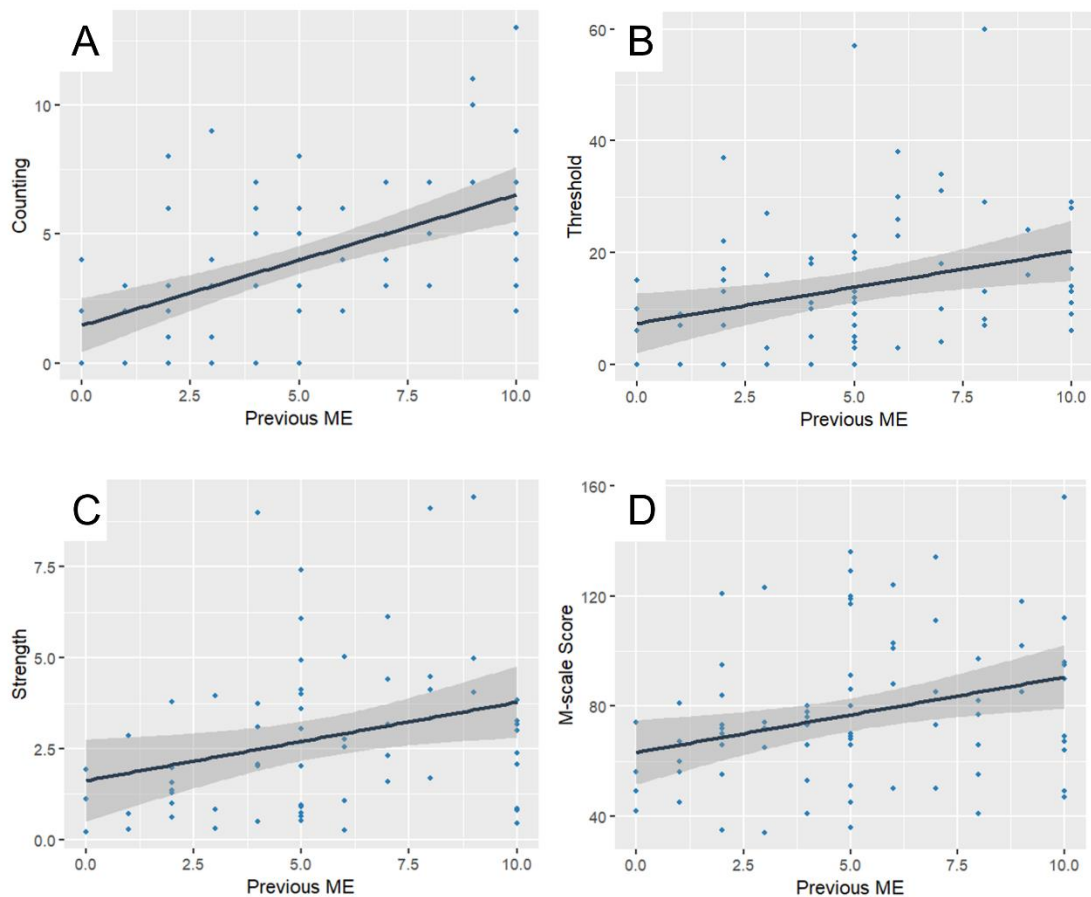 A
Counting
10
5
0
0.0 2.5 5.0 7.5 10.0
Previous ME
B
Threshold
60
40
20
0
0.0 2.5 5.0 7.5 10.0
Previous ME
C
Strength
7.5
5.0
2.5
0.0
0.0 2.5 5.0 7.5 10.0
Previous ME
D
M-scale Score
160
120
80
40
0.0 2.5 5.0 7.5 10.0
Previous ME